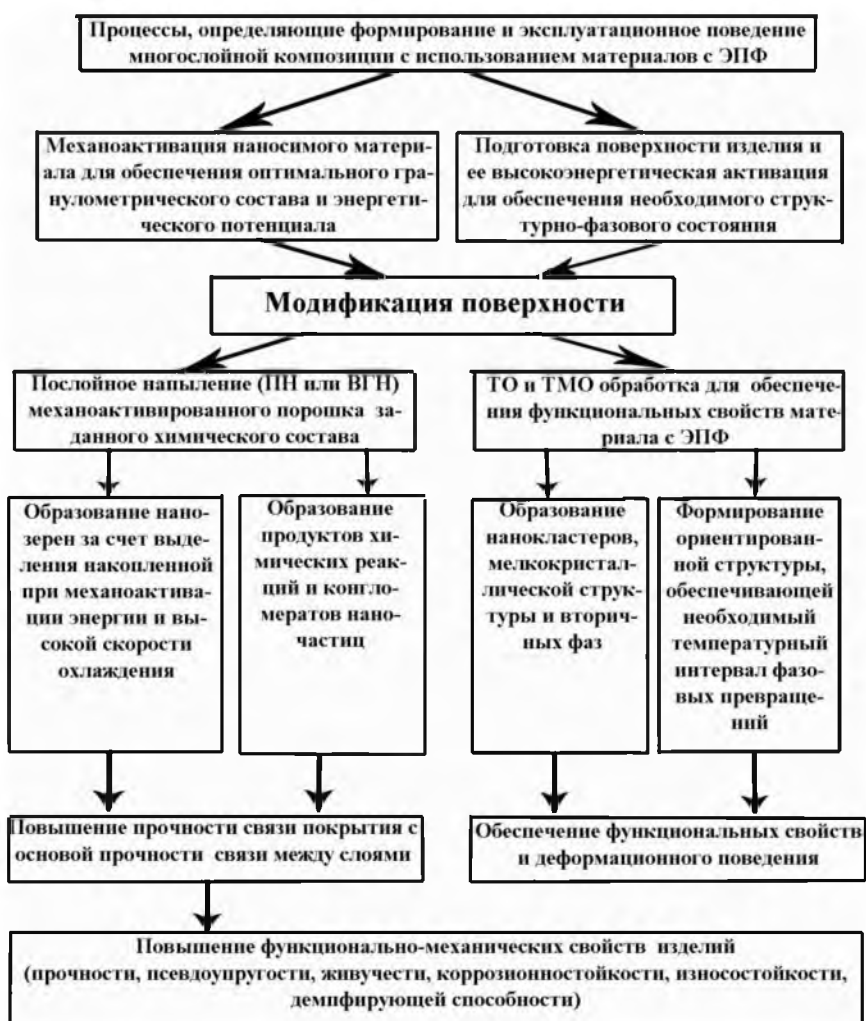 Процессы, определяющие формирование и эксплуатационное поведение
многослойной композиции с использованием материалов с ЭПФ
Механоактивация наносимого матери-
ала для обеспечения оптимального гра-
нулометрического состава и энергети-
ческого потенциала
Подготовка поверхности изделия и
ее высокоэнергетическая активация
для обеспечения необходимого струк-
турно-фазового состояния
Модификация поверхности
Послойное напыление (ПН или ВГН)
механоактивированного порошка за-
данного химического состава
ТО и ТМО обработка для обеспече-
ния функциональных свойств мате-
риала с ЭПФ
Образование нано-
зерен за счет выде-
ления накопленной
при механоактива-
ции энергии и вы-
сокой скорости
охлаждения
Образование
продуктов хи-
мических реак-
ций и конгло-
мератов нано-
частиц
Образование
нанокластеров,
мелкокристал-
лической струк-
туры и вторич-
ных фаз
Формирование
ориентирован-
ной структуры,
обеспечивающей
необходимый
температурный
интервал фазо-
вых превраще-
ний
Повышение прочности связи покрытия с
основой прочности связи между слоями
Обеспечение функциональных свойств
и деформационного поведения
Повышение функционально-механических свойств изделий
(прочности, псевдоупругости, живучести, коррозионностойкости, износостойкости,
демпфирующей способности)